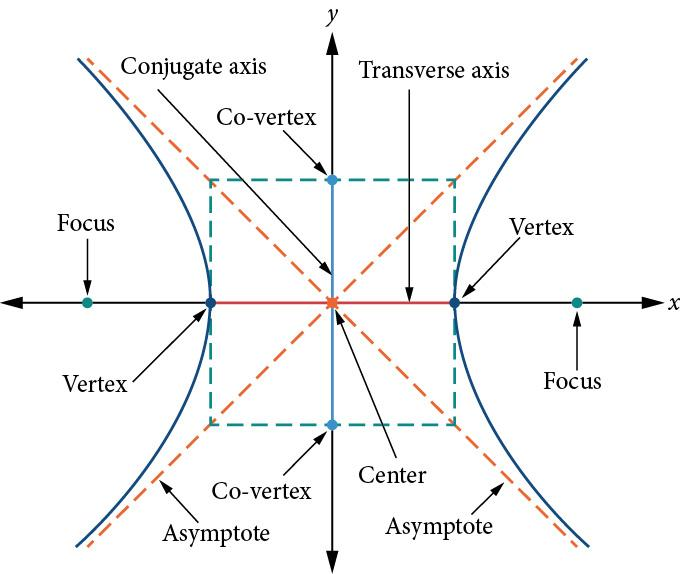 y
Conjugate axis
Transverse axis
Co-vertex
Focus
Vertex
x
Vertex
Focus
Center
Co-vertex
Asymptote
Asymptote